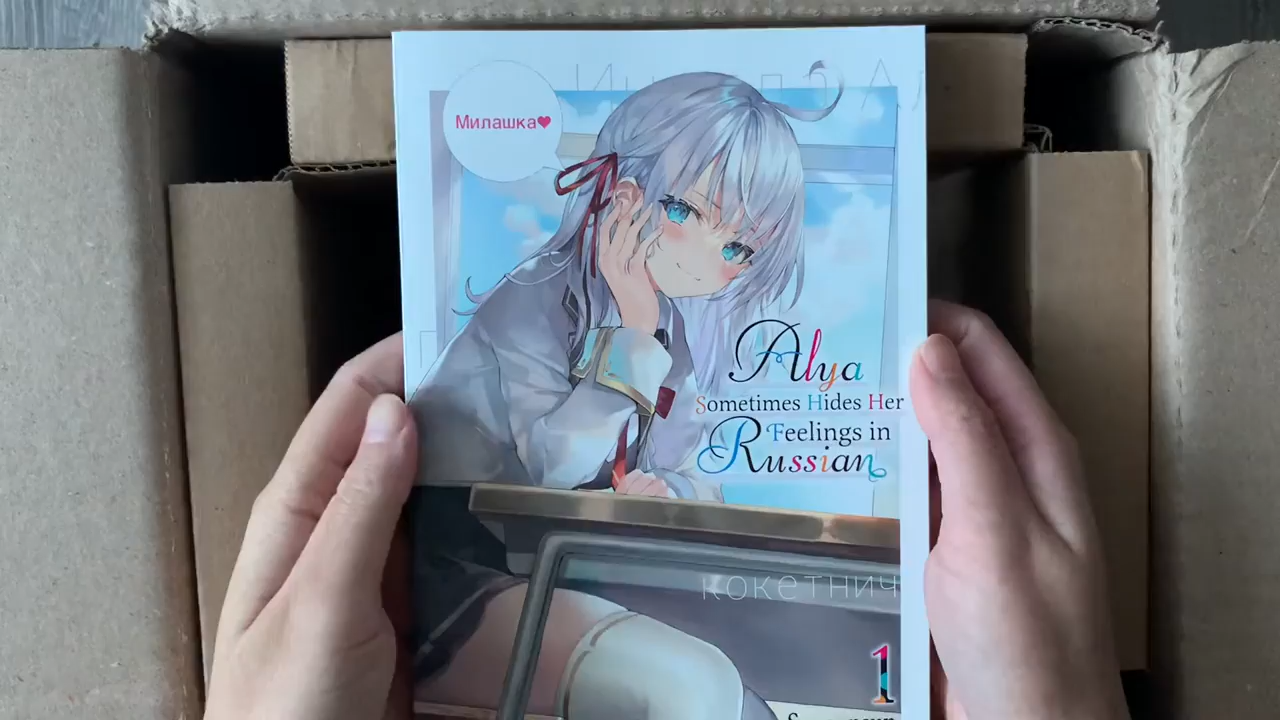 Милашка♥
Alya
Sometimes Hides Her
Feelings in
Russian
кокетнич
1